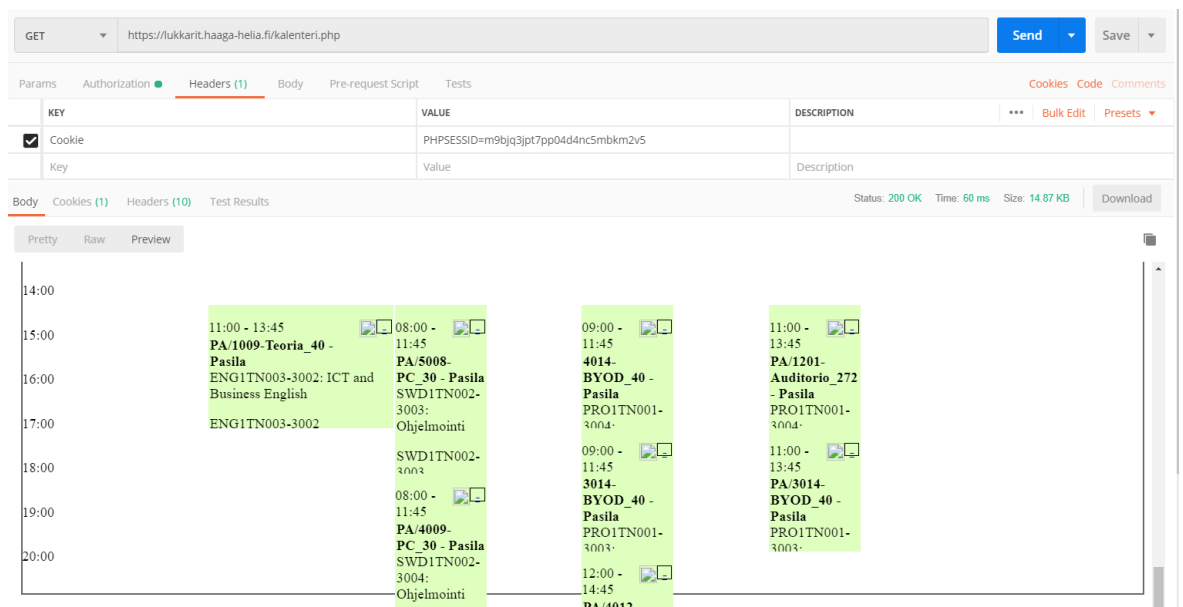 GET
https://lukkarit.haaga-helia.fi/kalenteri.php
Send
Save
Params
Authorization
Headers (1)
Body
Pre-request Script
Tests
Cookies
Code
Comments
KEY
VALUE
DESCRIPTION
Bulk Edit
Presets
Cookie
PHPSESSID=m9bjq3jpt7pp04d4nc5mbkm2v5
Key
Value
Description
Body
Cookies (1)
Headers (10)
Test Results
Status: 200 OK
Time: 60 ms
Size: 14.87 KB
Download
Pretty
Raw
Preview
14:00
15:00
16:00
17:00
18:00
19:00
20:00
11:00 - 13:45
PA/1009-Teoria_40 -
Pasila
ENG1TN003-3002: ICT and
Business English
ENG1TN003-3002
08:00 -
11:45
PA/5008-
PC_30 - Pasila
SWD1TN002-
3003:
Ohjelmointi
SWD1TN002-
3003
08:00 -
11:45
PA/4009-
PC_30 - Pasila
SWD1TN002-
3004:
Ohjelmointi
09:00 -
11:45
4014-
BYOD_40 -
Pasila
PRO1TN001-
3004:
09:00 -
11:45
3014-
BYOD_40 -
Pasila
PRO1TN001-
3003:
12:00 -
14:45
PA/4012-
11:00 -
13:45
PA/1201-
Auditorio_272
- Pasila
PRO1TN001-
3004:
11:00 -
13:45
PA/3014-
BYOD_40 -
Pasila
PRO1TN001-
3003: